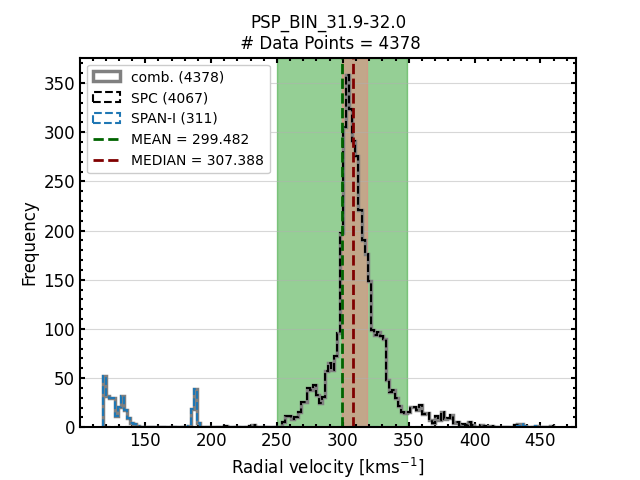 PSP_BIN_31.9-32.0
# Data Points = 4378
comb. (4378)
SPC (4067)
SPAN-I (311)
MEAN = 299.482
MEDIAN = 307.388
Frequency
350
300
250
200
150
100
50
0
150 200 250 300 350 400 450
Radial velocity [kms⁻¹]